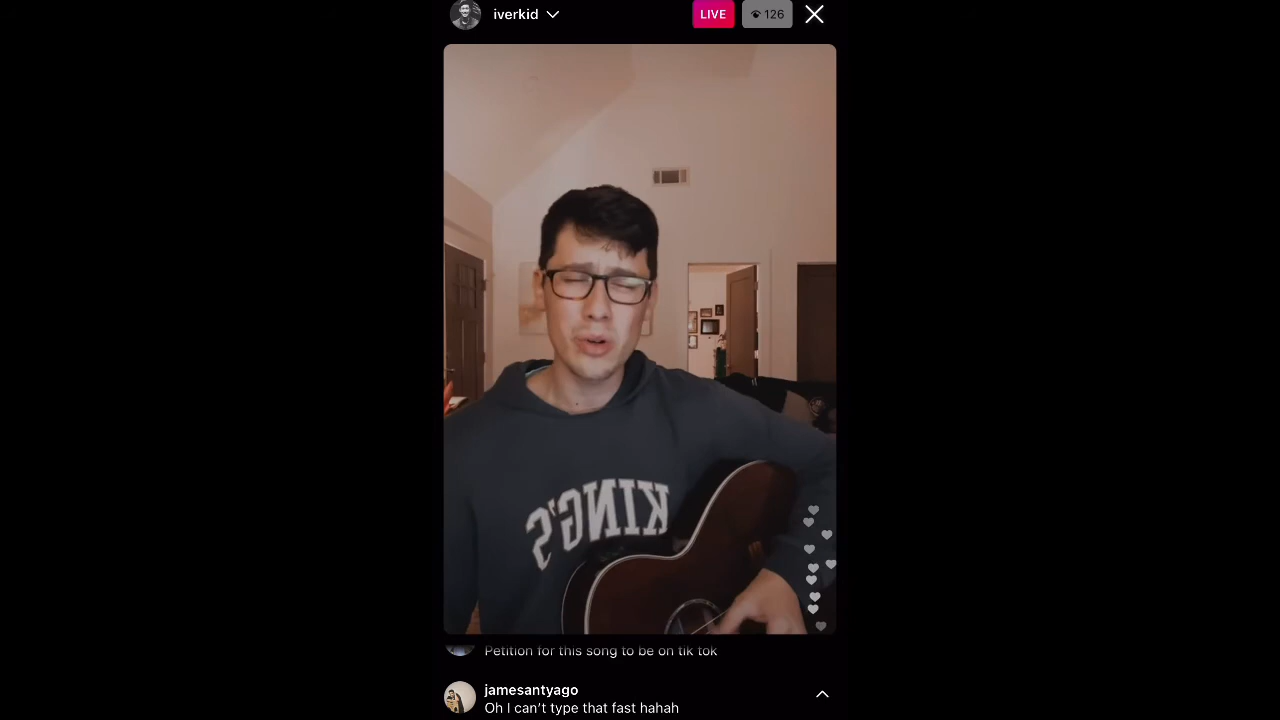 iverkid
LIVE
126
KING'S
Petition for this song to be on tik tok
jamesantyago
Oh I can't type that fast hahah